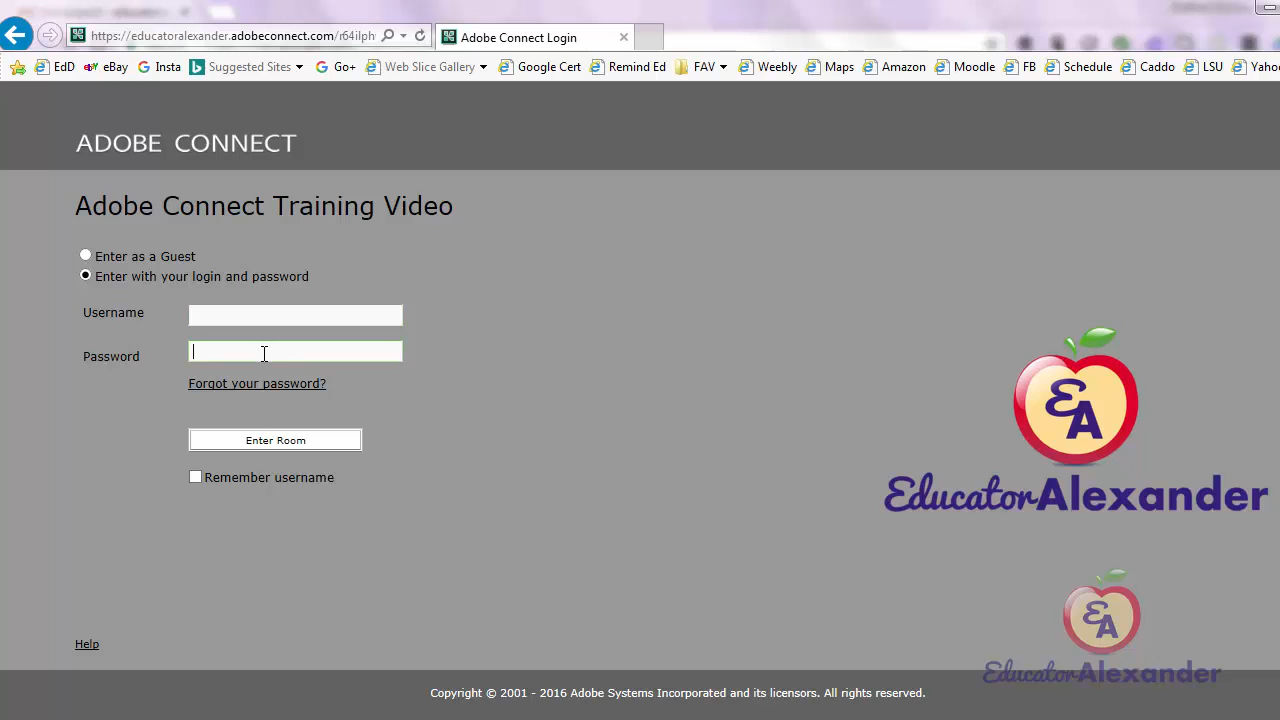 https://educatoralexander.adobeconnect.com/r64ilph
Adobe Connect Login
EdD eBay Insta Suggested Sites Go+ Web Slice Gallery Google Cert Remind Ed FAV Weebly Maps Amazon Moodle FB Schedule Caddo LSU Yahoo
ADOBE CONNECT
Adobe Connect Training Video
Enter as a Guest
Enter with your login and password
Username
Password
Forgot your password?
Enter Room
Remember username
EA
EducatorAlexander
EA
EducatorAlexander
Help
Copyright © 2001 - 2016 Adobe Systems Incorporated and its licensors. All rights reserved.